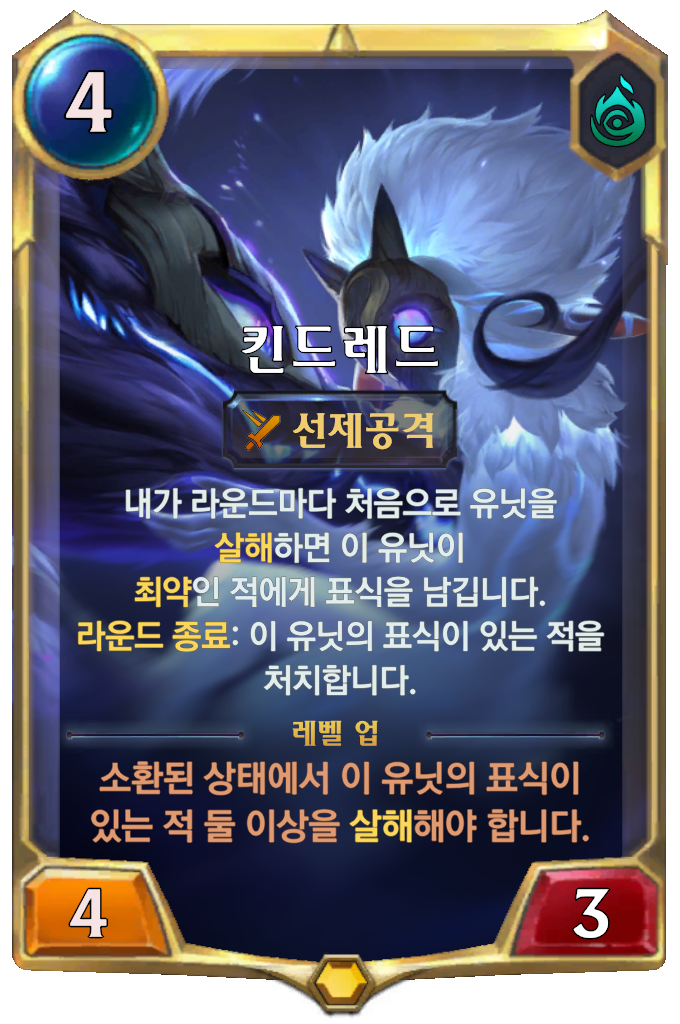 4
킨드레드
선제공격
내가 라운드마다 처음으로 유닛을
살해하면 이 유닛이
최약인 적에게 표식을 남깁니다.
라운드 종료: 이 유닛의 표식이 있는 적을
처치합니다.
레벨 업
소환된 상태에서 이 유닛의 표식이
있는 적 둘 이상을 살해해야 합니다.
4
3